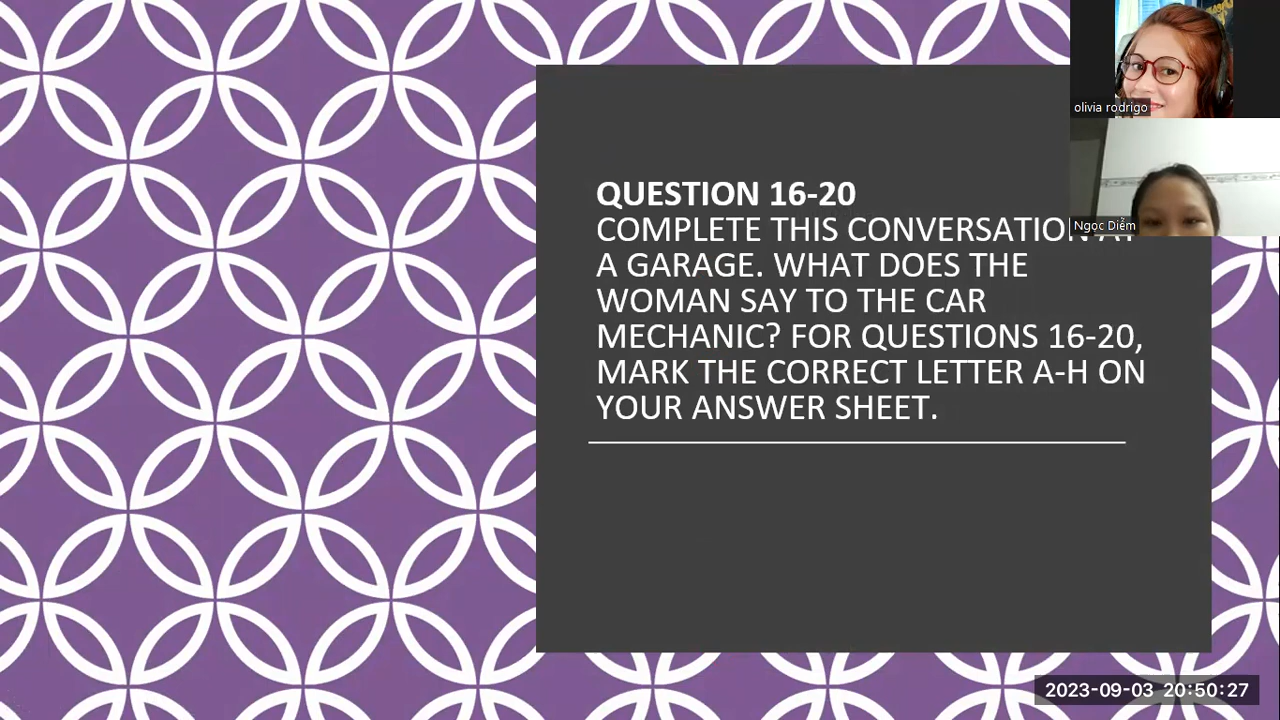 QUESTION 16-20
COMPLETE THIS CONVERSATION AT
A GARAGE. WHAT DOES THE
WOMAN SAY TO THE CAR
MECHANIC? FOR QUESTIONS 16-20,
MARK THE CORRECT LETTER A-H ON
YOUR ANSWER SHEET.
olivia rodrigo
Ngọc Diễm
2023-09-03 20:50:27